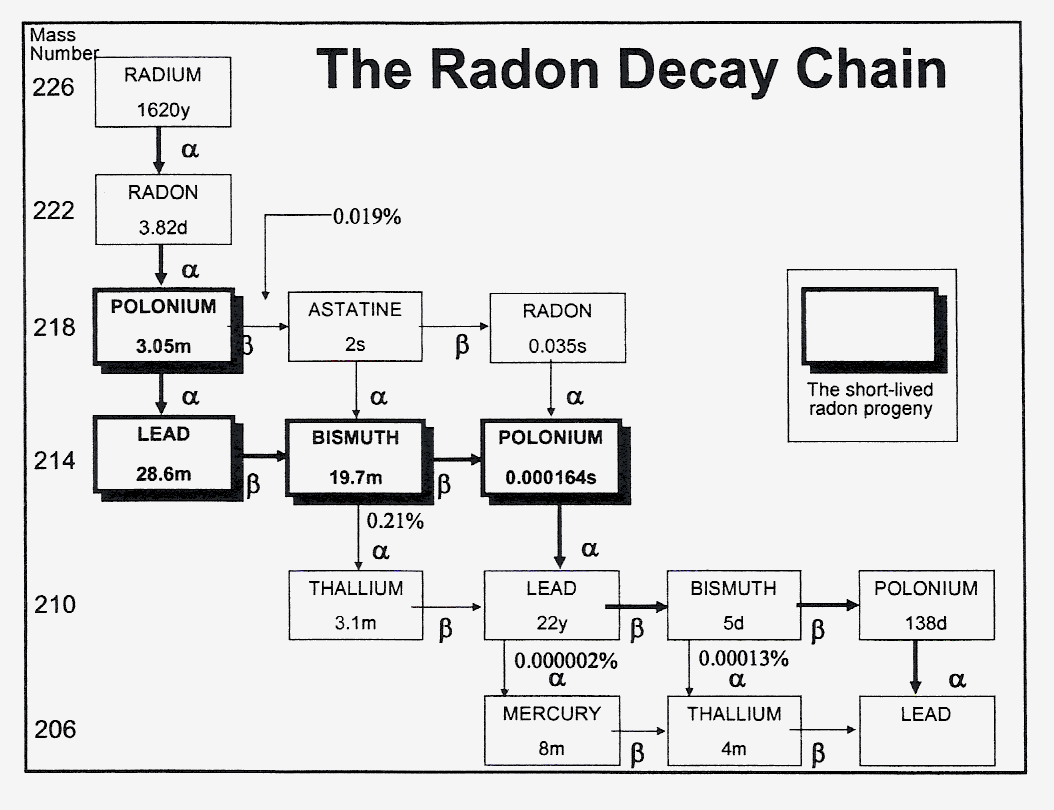 Mass
Number
The Radon Decay Chain
226
RADIUM
1620y
α
222
RADON
3.82d
0.019%
α
218
POLONIUM
3.05m
β
ASTATINE
2s
β
RADON
0.035s
The short-lived
radon progeny
α
α
α
214
LEAD
28.6m
β
BISMUTH
19.7m
β
POLONIUM
0.000164s
0.21%
α
α
210
THALLIUM
3.1m
β
LEAD
22y
β
BISMUTH
5d
β
POLONIUM
138d
0.000002%
α
0.00013%
α
α
206
MERCURY
8m
β
THALLIUM
4m
β
LEAD